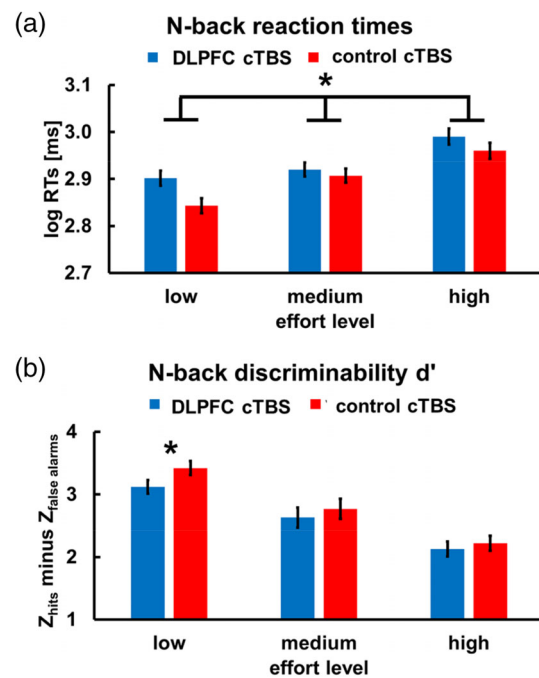 (a)
N-back reaction times
DLPFC cTBS control cTBS
*
log RTs [ms]
3.1
3.0
2.9
2.8
2.7
low medium high
effort level
(b)
N-back discriminability d'
DLPFC cTBS control cTBS
*
Zhits minus Zfalse alarms
4
3
2
1
low medium high
effort level